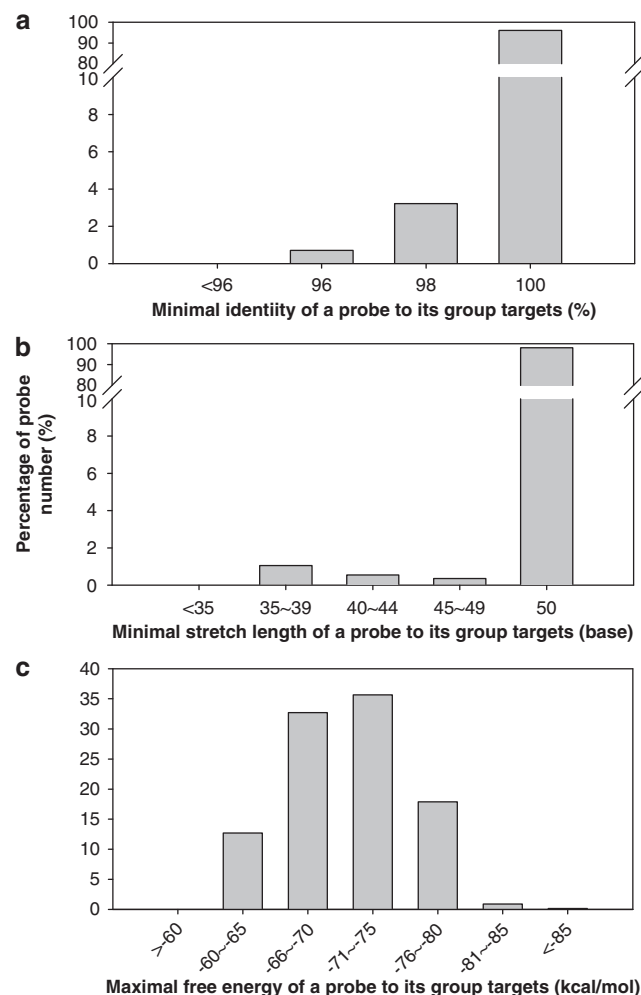 a
100
90
80
10
8
6
4
2
0
<96 96 98 100
Minimal identiity of a probe to its group targets (%)
b
100
90
80
10
8
6
4
2
0
Percentage of probe
number (%)
<35 35~39 40~44 45~49 50
Minimal stretch length of a probe to its group targets (base)
c
40
35
30
25
20
15
10
5
0
>-60 -60~-65 -66~-70 -71~-75 -76~-80 -81~-85 <-85
Maximal free energy of a probe to its group targets (kcal/mol)